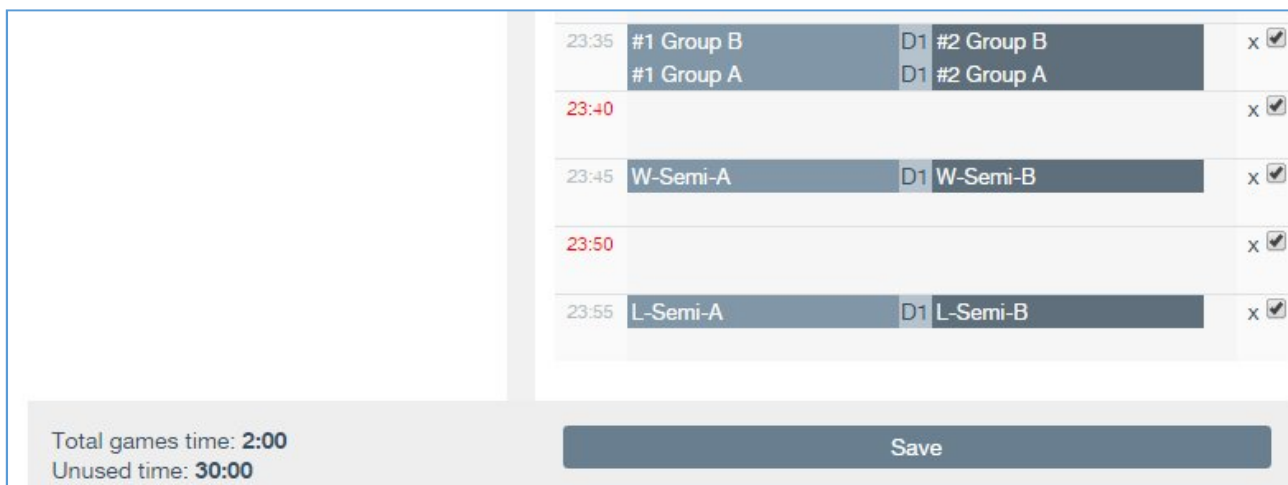 23:35 #1 Group B D1 #2 Group B x
#1 Group A D1 #2 Group A
23:40 x
23:45 W-Semi-A D1 W-Semi-B x
23:50 x
23:55 L-Semi-A D1 L-Semi-B x
Total games time: 2:00
Unused time: 30:00
Save